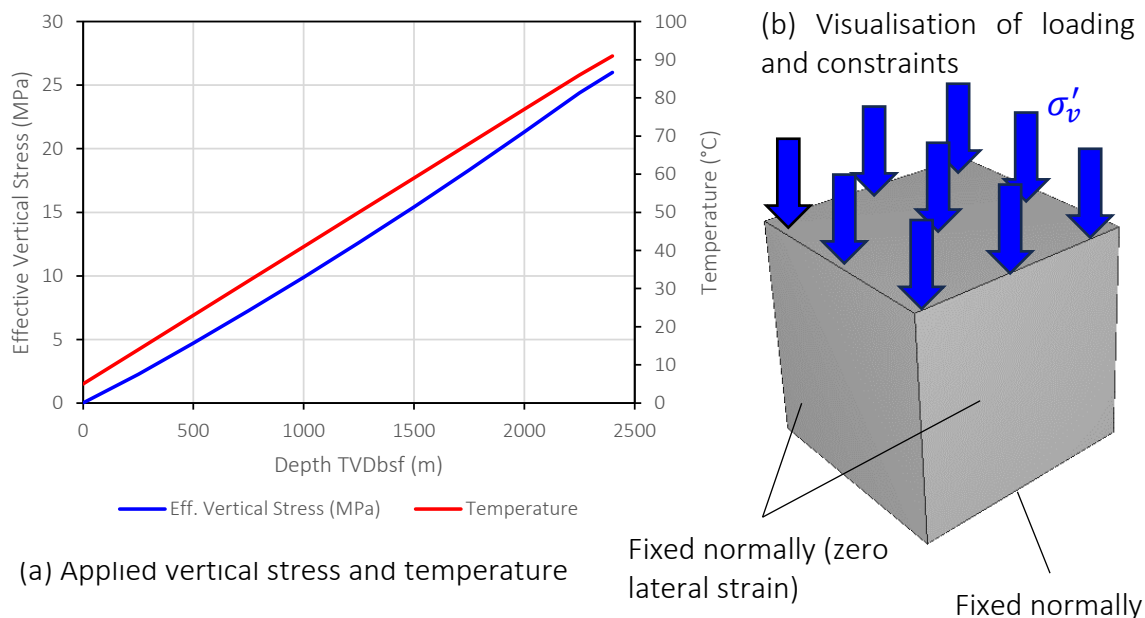 30
25
20
15
10
5
0
Effective Vertical Stress (MPa)
100
90
80
70
60
50
40
30
20
10
0
Temperature (°C)
0
500
1000
1500
2000
2500
Depth TVDbsf (m)
Eff. Vertical Stress (MPa)
Temperature
(a) Applied vertical stress and temperature
(b) Visualisation of loading
and constraints
σ′v
Fixed normally (zero
lateral strain)
Fixed normally